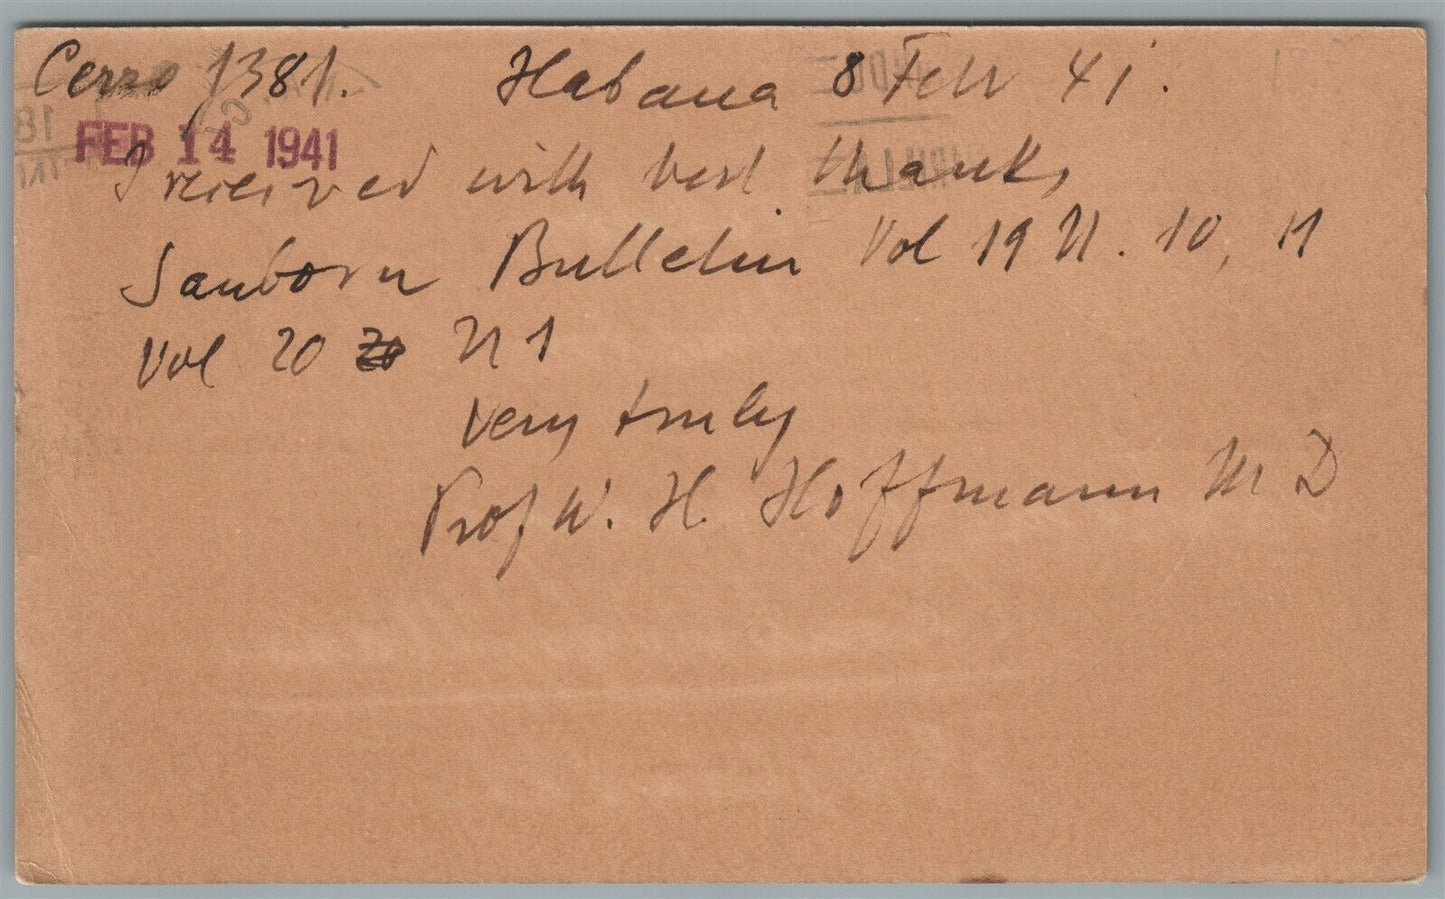 Cerro 1381. Habana 8 Febr 41.
FEB 14 1941
I received with best thanks
Sanborn Bulletin Vol 19 N. 10, 11
Vol 20 N 1
very truly
Prof W. H. Hoffmann M D